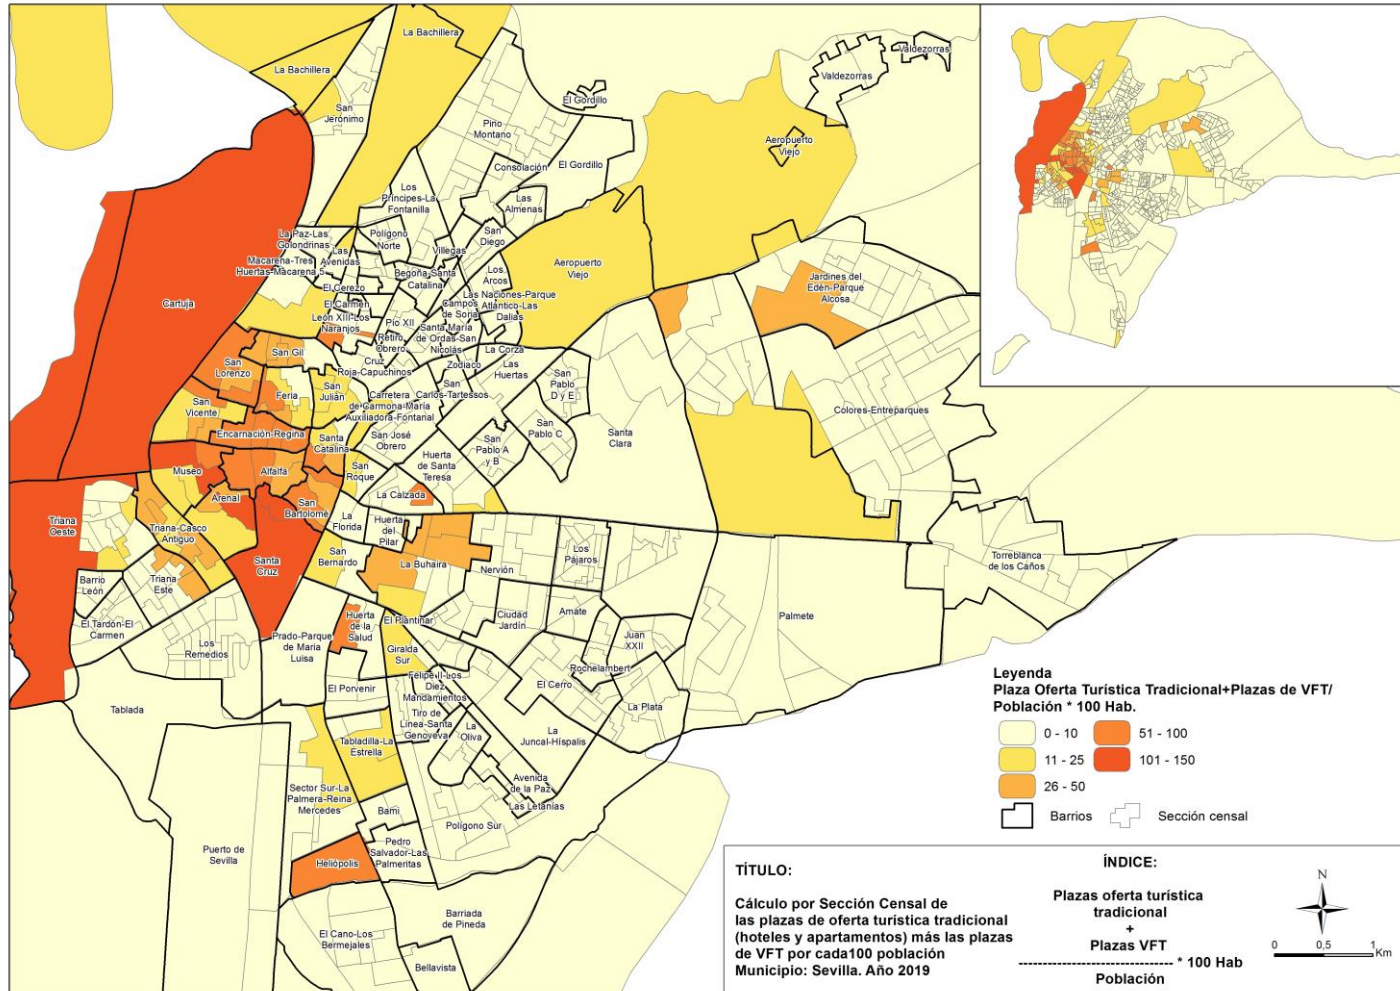 La Bachillera
La Bachillera
San
Jerónimo
Valdezorras
Valdezorras
El Gordillo
Pino
Montano
Aeropuerto
Viejo
Consolación
El Gordillo
Los
Príncipes-La
Fontanilla
Las
Almenas
La Paz-Las
Golondrinas
Polígono
Norte
San
Diego
Las
Avenidas
Villegas
Macarena-Tres
Huertas-Macarena 5
Begoña-Santa
Catalina
Los
Arcos
Aeropuerto
Viejo
Jardines del
Edén-Parque
Alcosa
El Cerezo
Cartuja
El Carmen
Campos
de Soria
Las Naciones-Parque
Atlántico-Las
Dalias
León XIII-Los
Naranjos
Pío XII
Retiro
Obrero
Santa María
de Ordas-San
Nicolás
San Gil
San
Lorenzo
Cruz
Roja-Capuchinos
Zodiaco
La Corza
Las
Huertas
Feria
San
Julián
San
Carlos-Tartessos
San
Pablo
D y E
San
Vicente
Carretera
de Carmona-María
Auxiliadora-Fontanal
Colores-Entreparques
Encarnación-Regina
Santa
Catalina
San José
Obrero
San
Pablo A
y B
San
Pablo C
Santa
Clara
Museo
Alfalfa
San
Roque
Huerta
de Santa
Teresa
Arenal
San
Bartolomé
La Calzada
Triana
Oeste
Triana-Casco
Antiguo
La
Florida
Huerta
del
Pilar
Santa
Cruz
San
Bernardo
La Buhaira
Nervión
Los
Pájaros
Torreblanca
de los Caños
Barrio
León
Triana
Este
El Tardón-El
Carmen
Los
Remedios
Prado-Parque
de María
Luisa
Huerta
de la
Salud
El Plantinar
Ciudad
Jardín
Amate
Palmete
Giralda
Sur
Juan
XXII
Rochelambert
El Porvenir
Felipe II-Los
Diez
Mandamientos
El Cerro
La Plata
Tablada
Tiro de
Línea-Santa
Genoveva
La
Oliva
La
Juncal-Híspalis
Tabladilla-La
Estrella
Sector Sur-La
Palmera-Reina
Mercedes
Avenida
de la Paz
Las Letanías
Bami
Polígono Sur
Puerto de
Sevilla
Pedro
Salvador-Las
Palmeritas
Heliópolis
Barriada
de Pineda
El Cano-Los
Bermejales
Bellavista
Leyenda
Plaza Oferta Turística Tradicional+Plazas de VFT/
Población * 100 Hab.
0 - 10
51 - 100
11 - 25
101 - 150
26 - 50
Barrios
Sección censal
TÍTULO:
Cálculo por Sección Censal de
las plazas de oferta turística tradicional
(hoteles y apartamentos) más las plazas
de VFT por cada100 población
Municipio: Sevilla. Año 2019
ÍNDICE:
Plazas oferta turística
tradicional
+
Plazas VFT
------------------------------- * 100 Hab
Población
N
0 0,5 1
Km